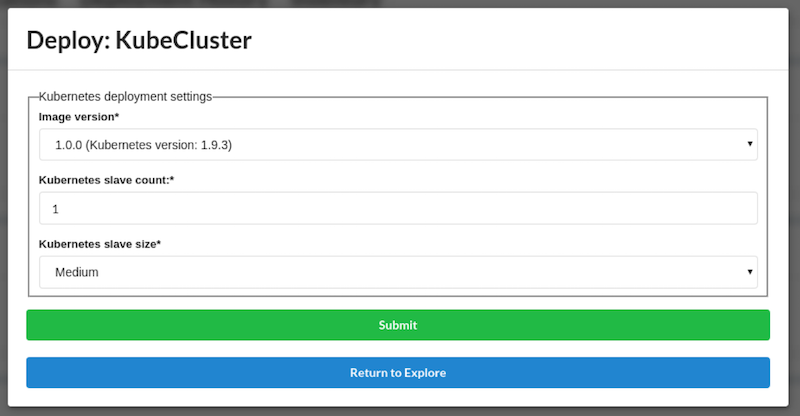 Deploy: KubeCluster
Kubernetes deployment settings
Image version*
1.0.0 (Kubernetes version: 1.9.3)
Kubernetes slave count:*
1
Kubernetes slave size*
Medium
Submit
Return to Explore